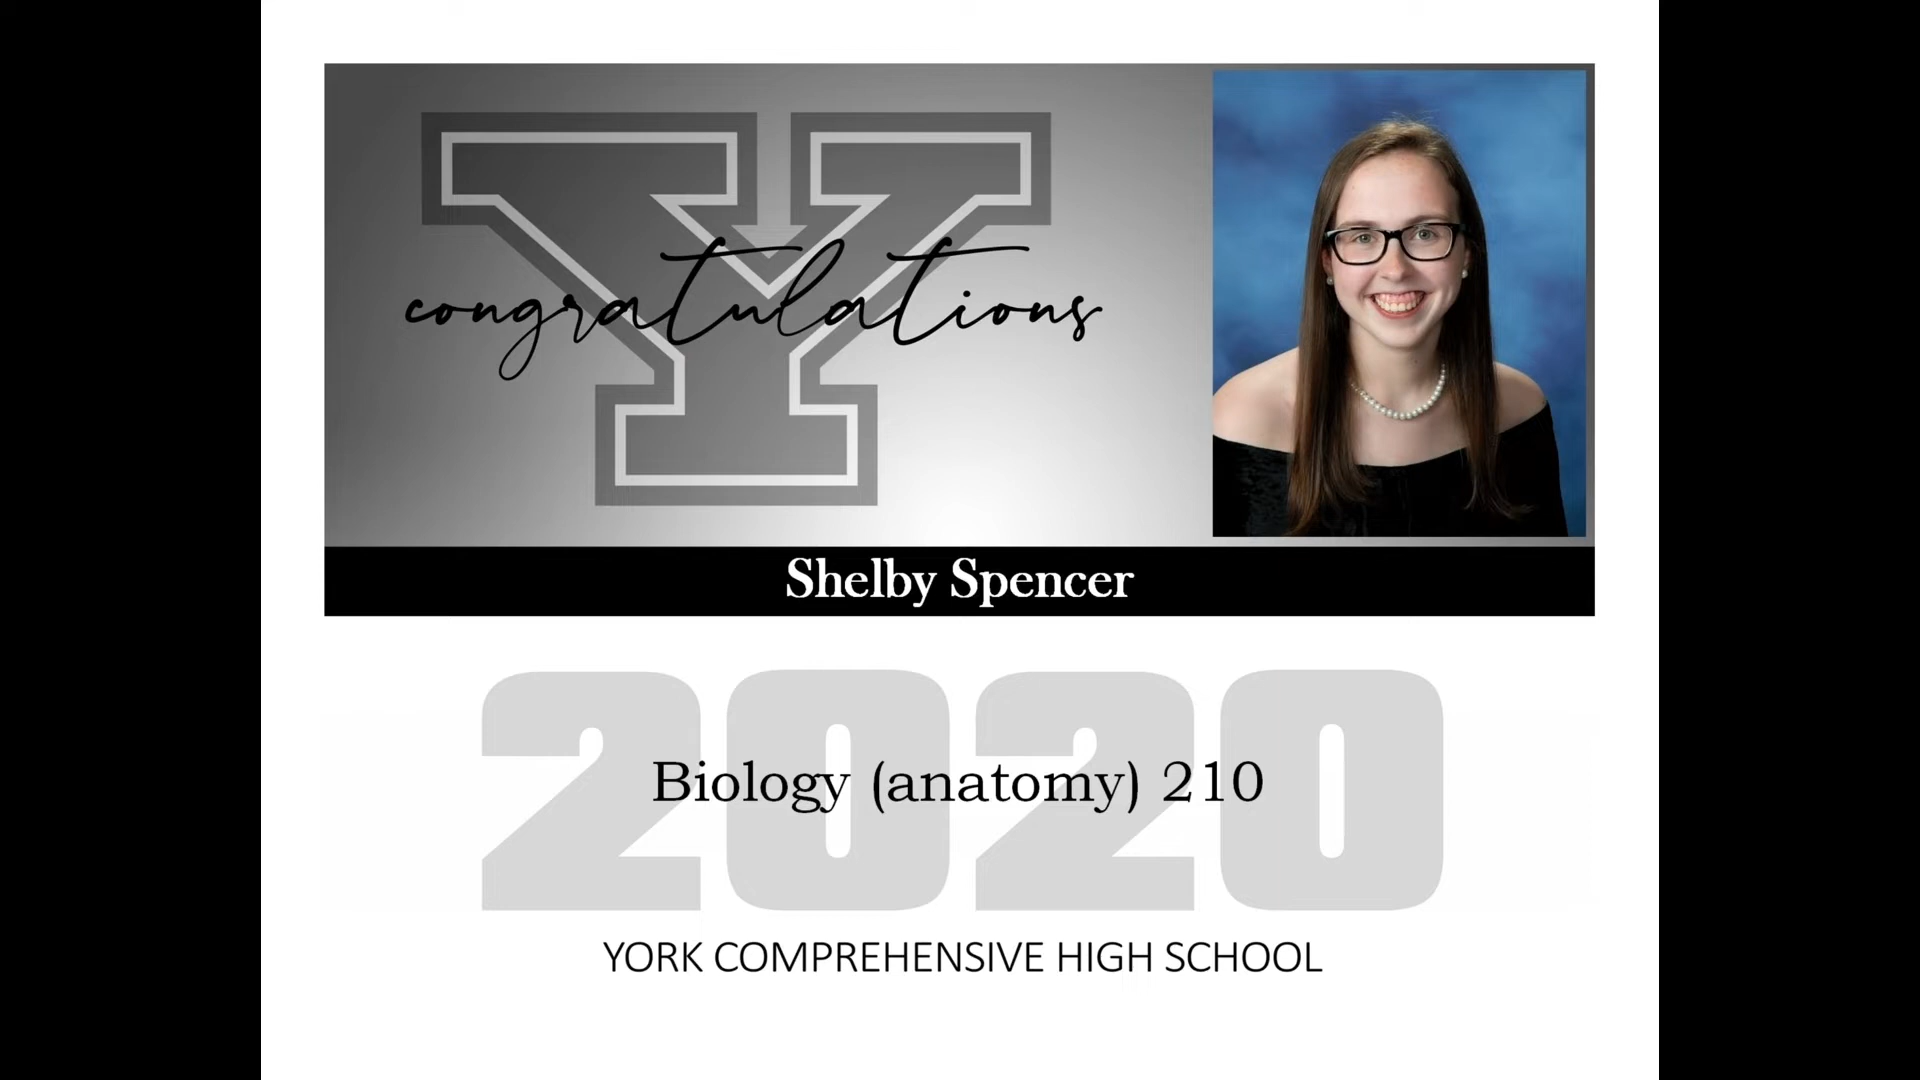 Y
congratulations
Shelby Spencer
2020
Biology (anatomy) 210
YORK COMPREHENSIVE HIGH SCHOOL